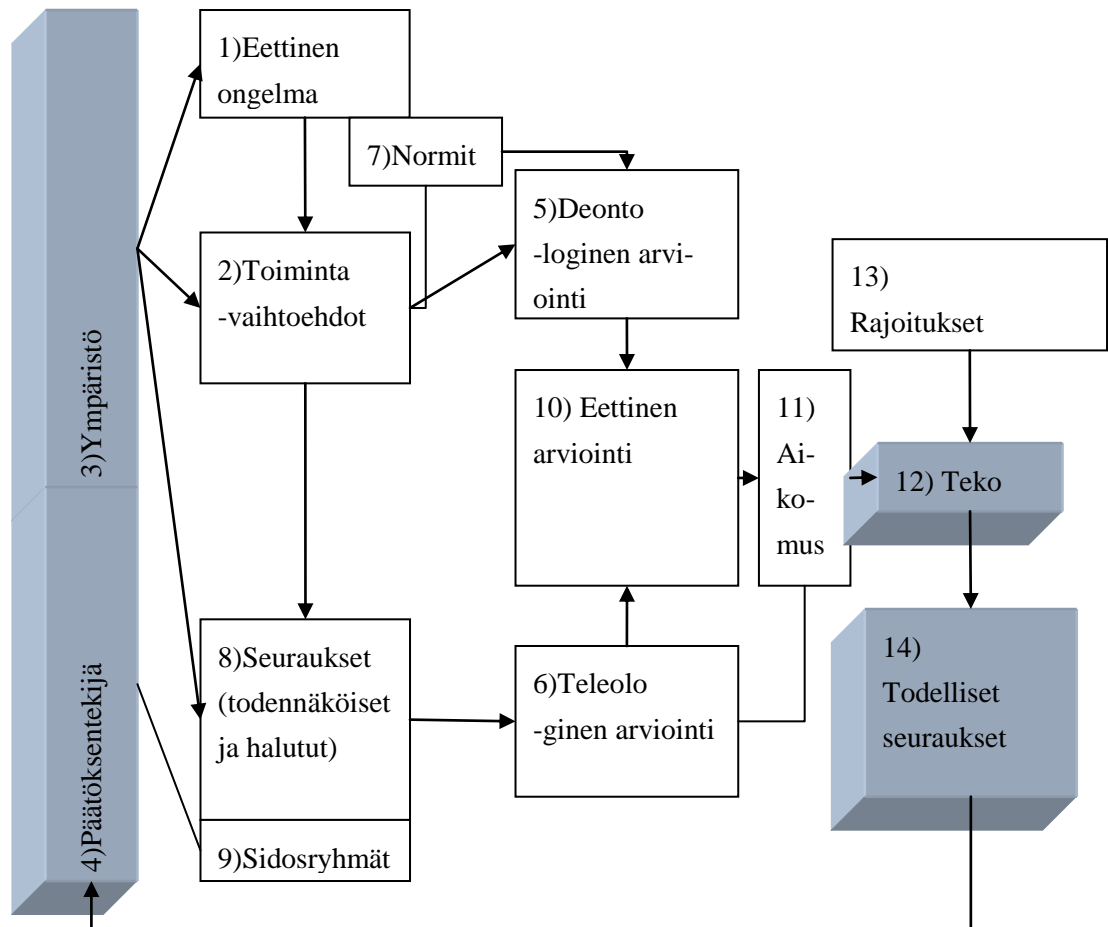 1)Eettinen
ongelma
7)Normit
5)Deonto
-loginen arvi-
ointi
2)Toiminta
-vaihtoehdot
3)Ympäristö
13)
Rajoitukset
10) Eettinen
arviointi
11)
Ai-
ko-
mus
12) Teko
8)Seuraukset
(todennäköiset
ja halutut)
6)Teleolo
-ginen arviointi
14)
Todelliset
seuraukset
4)Päätöksentekijä
9)Sidosryhmät